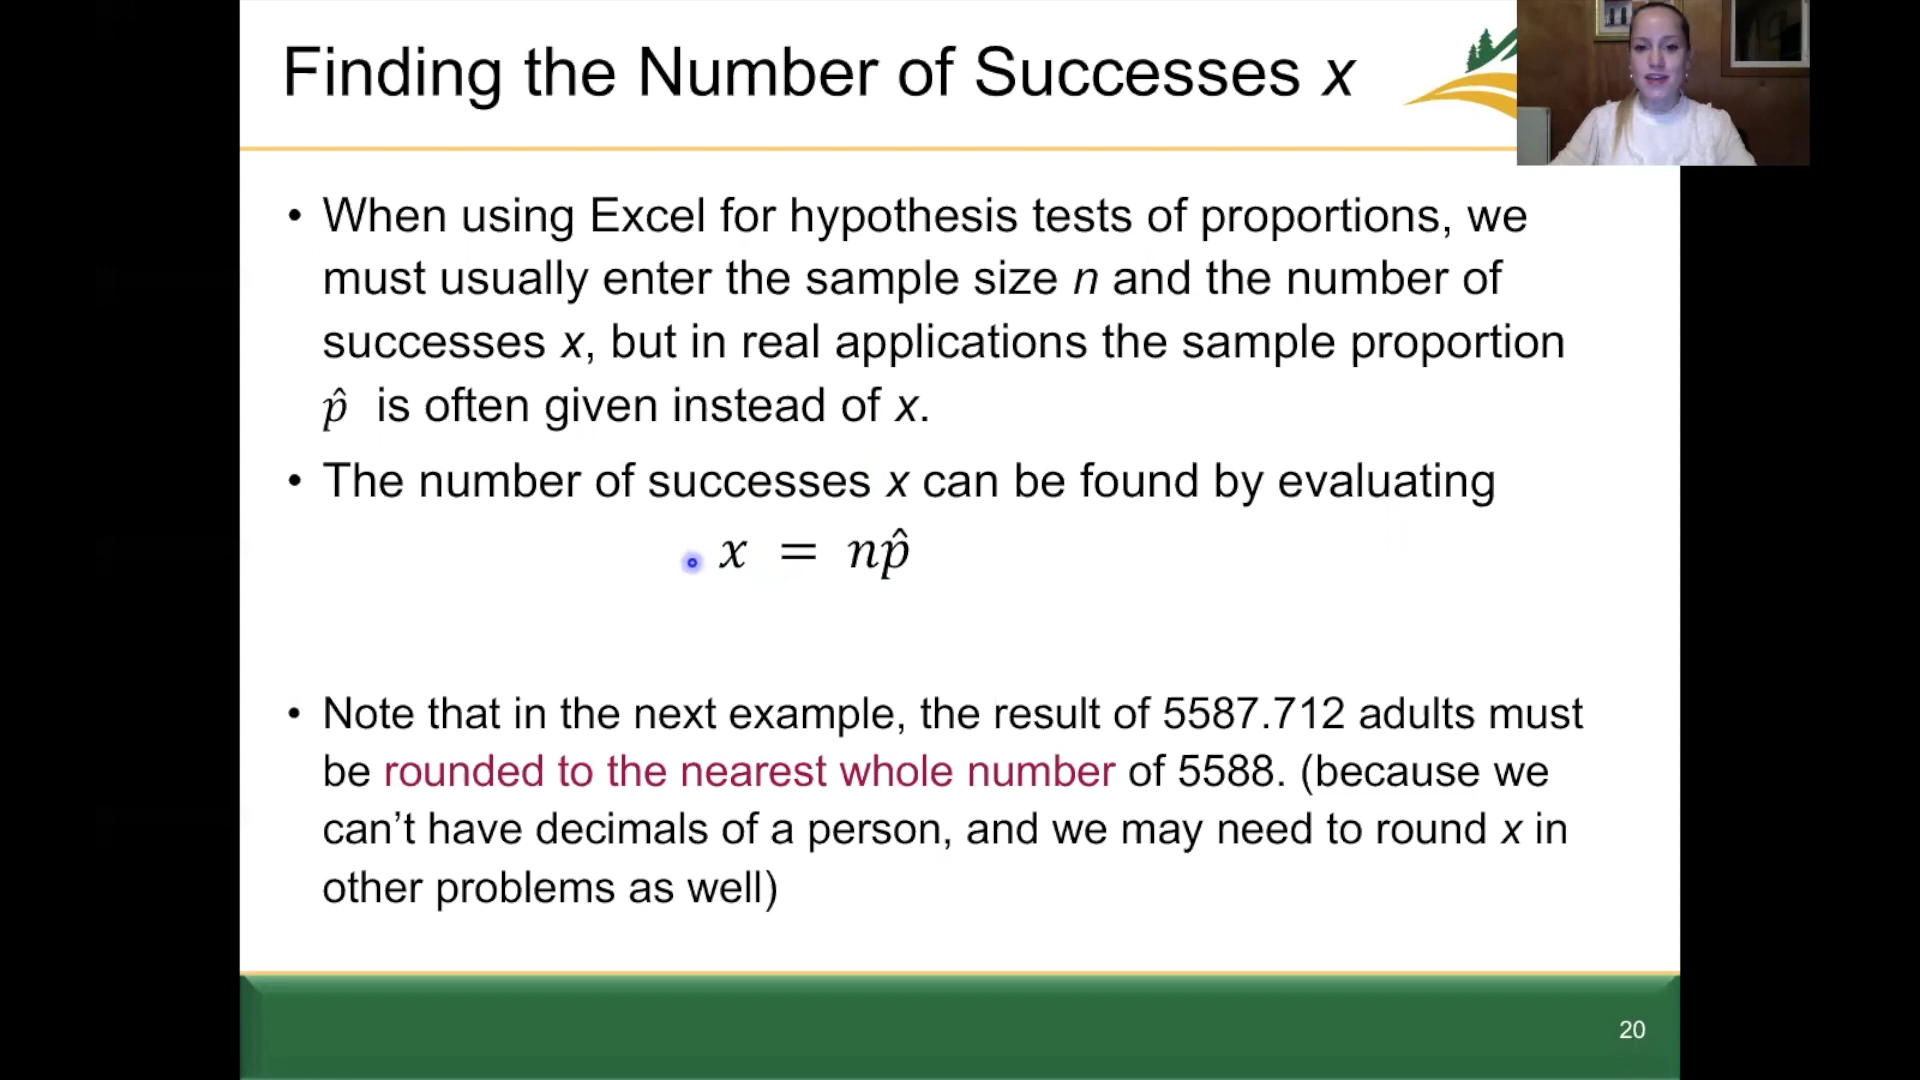 Finding the Number of Successes x
• When using Excel for hypothesis tests of proportions, we
must usually enter the sample size n and the number of
successes x, but in real applications the sample proportion
p̂ is often given instead of x.
• The number of successes x can be found by evaluating
x = np̂
• Note that in the next example, the result of 5587.712 adults must
be rounded to the nearest whole number of 5588. (because we
can’t have decimals of a person, and we may need to round x in
other problems as well)
20